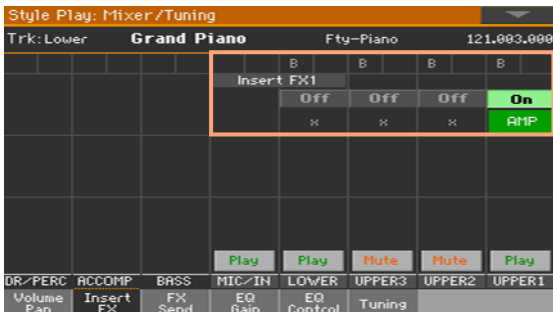 Style Play: Mixer/Tuning
Trk:Lower Grand Piano Fty-Piano 121.003.000
B B B B
Insert FX1
Off Off Off On
x x x AMP
Play Play Mute Mute Play
DR/PERC ACCOMP BASS MIC/IN LOWER UPPER3 UPPER2 UPPER1
Volume Insert FX EQ EQ Tuning
Pan FX Send Gain Control